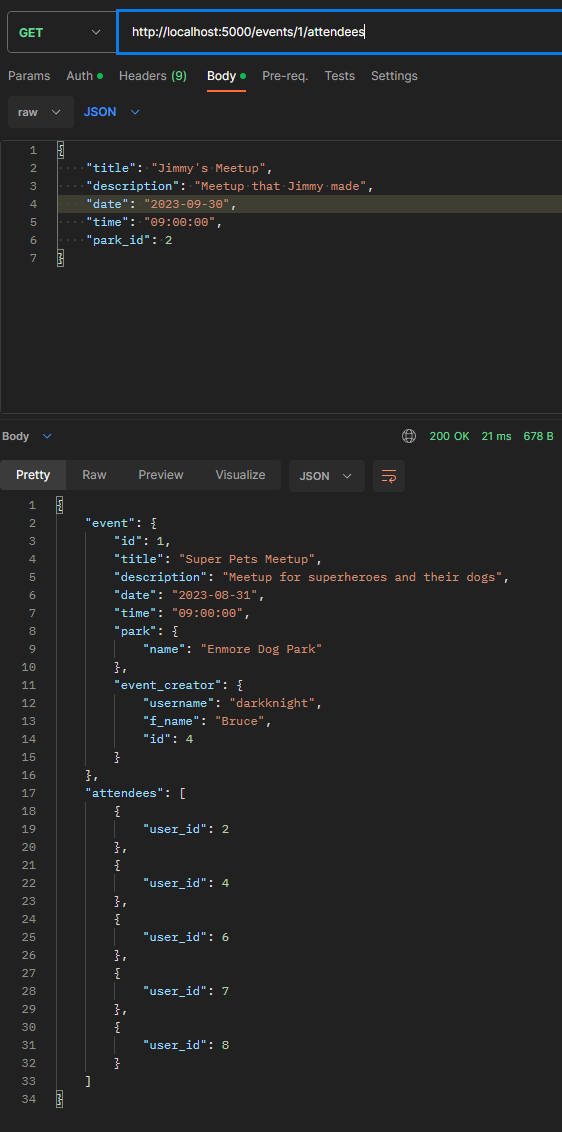 GET http://localhost:5000/events/1/attendees
Params Auth Headers (9) Body Pre-req. Tests Settings
raw JSON
1 {
2 "title": "Jimmy's Meetup",
3 "description": "Meetup that Jimmy made",
4 "date": "2023-09-30",
5 "time": "09:00:00",
6 "park_id": 2
7 }
Body 200 OK 21 ms 678 B
Pretty Raw Preview Visualize JSON
1 {
2 "event": {
3 "id": 1,
4 "title": "Super Pets Meetup",
5 "description": "Meetup for superheroes and their dogs",
6 "date": "2023-08-31",
7 "time": "09:00:00",
8 "park": {
9 "name": "Enmore Dog Park"
10 },
11 "event_creator": {
12 "username": "darkknight",
13 "f_name": "Bruce",
14 "id": 4
15 }
16 },
17 "attendees": [
18 {
19 "user_id": 2
20 },
21 {
22 "user_id": 4
23 },
24 {
25 "user_id": 6
26 },
27 {
28 "user_id": 7
29 },
30 {
31 "user_id": 8
32 }
33 ]
34 }